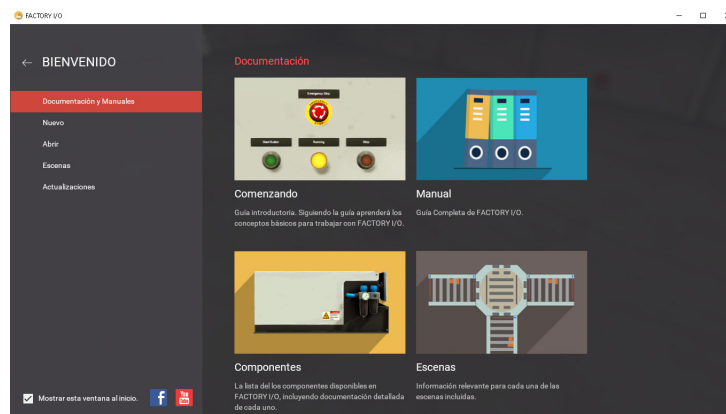 FACTORY I/O
← BIENVENIDO
Documentación y Manuales
Nuevo
Abrir
Escenas
Actualizaciones
Mostrar esta ventana al inicio.
f
You Tube
Documentación
Emergency Stop
Start Button
Running
Stop
Comenzando
Guía introductoria. Siguiendo la guía aprenderá los
conceptos básicos para trabajar con FACTORY I/O.
Manual
Guía Completa de FACTORY I/O.
Componentes
La lista del los componentes disponibles en
FACTORY I/O, incluyendo documentación detallada
de cada uno.
Escenas
Información relevante para cada una de las
escenas incluidas.